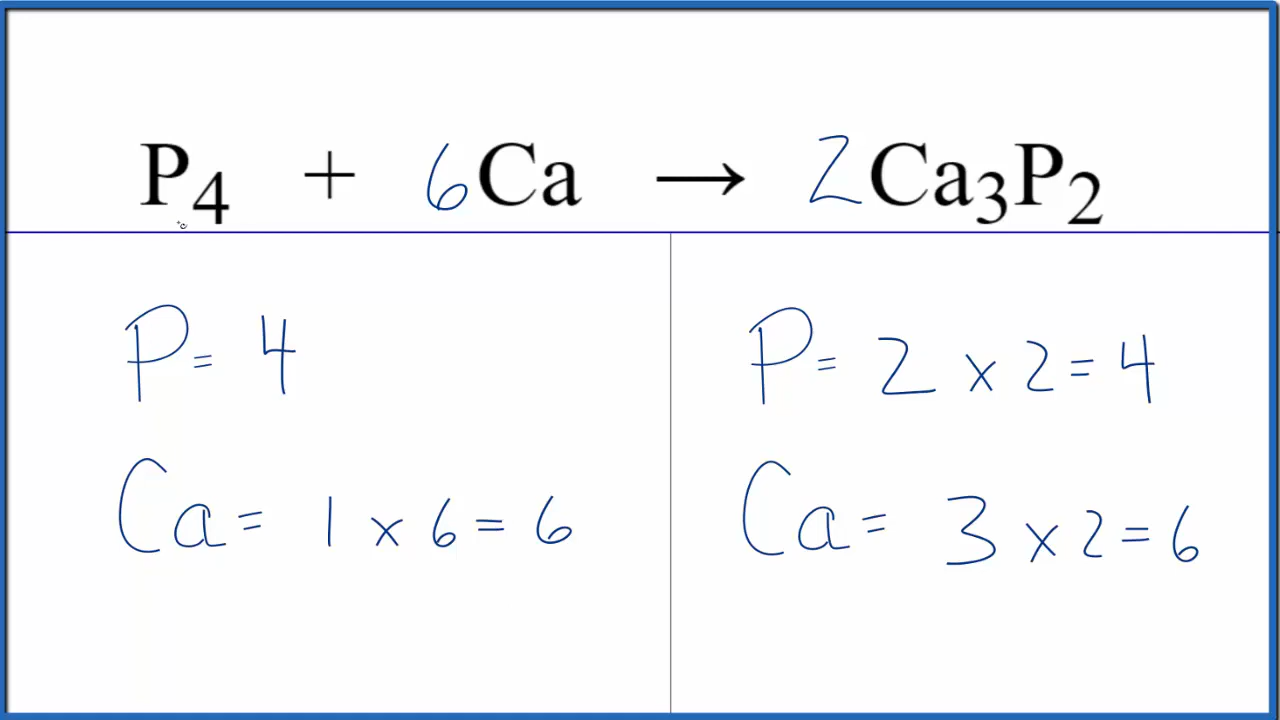 P₄ + 6Ca → 2Ca₃P₂
P = 4
Ca = 1 x 6 = 6
P = 2 x 2 = 4
Ca = 3 x 2 = 6